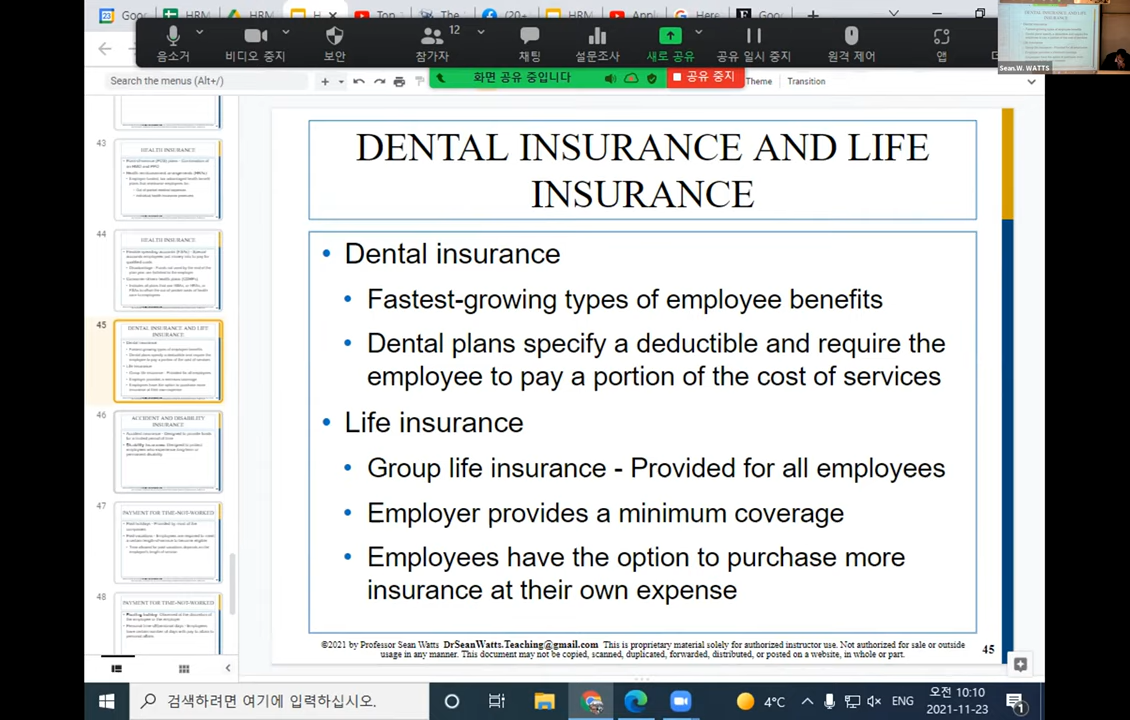 23
Goo
HRM
HRM
H
Top
The
(20+
HRM
Appl
Here
Goo
12
음소거
비디오 중지
보안
참가자
채팅
설문조사
새로 공유
공유 일시 중지
원격 제어
앱
Sean.W. WATTS
Search the menus (Alt+/)
화면 공유 중입니다
공유 중지
Theme
Transition
43
HEALTH INSURANCE
44
HEALTH INSURANCE
45
DENTAL INSURANCE AND LIFE
INSURANCE
46
ACCIDENT AND DISABILITY
INSURANCE
47
PAYMENT FOR TIME-NOT-WORKED
48
PAYMENT FOR TIME-NOT-WORKED
DENTAL INSURANCE AND LIFE
INSURANCE
• Dental insurance
• Fastest-growing types of employee benefits
• Dental plans specify a deductible and require the
employee to pay a portion of the cost of services
• Life insurance
• Group life insurance - Provided for all employees
• Employer provides a minimum coverage
• Employees have the option to purchase more
insurance at their own expense
©2021 by Professor Sean Watts DrSeanWatts.Teaching@gmail.com This is proprietary material solely for authorized instructor use. Not authorized for sale or outside
usage in any manner. This document may not be copied, scanned, duplicated, forwarded, distributed, or posted on a website, in whole or part.
45
검색하려면 여기에 입력하십시오.
4°C
ENG
오전 10:10
2021-11-23
1